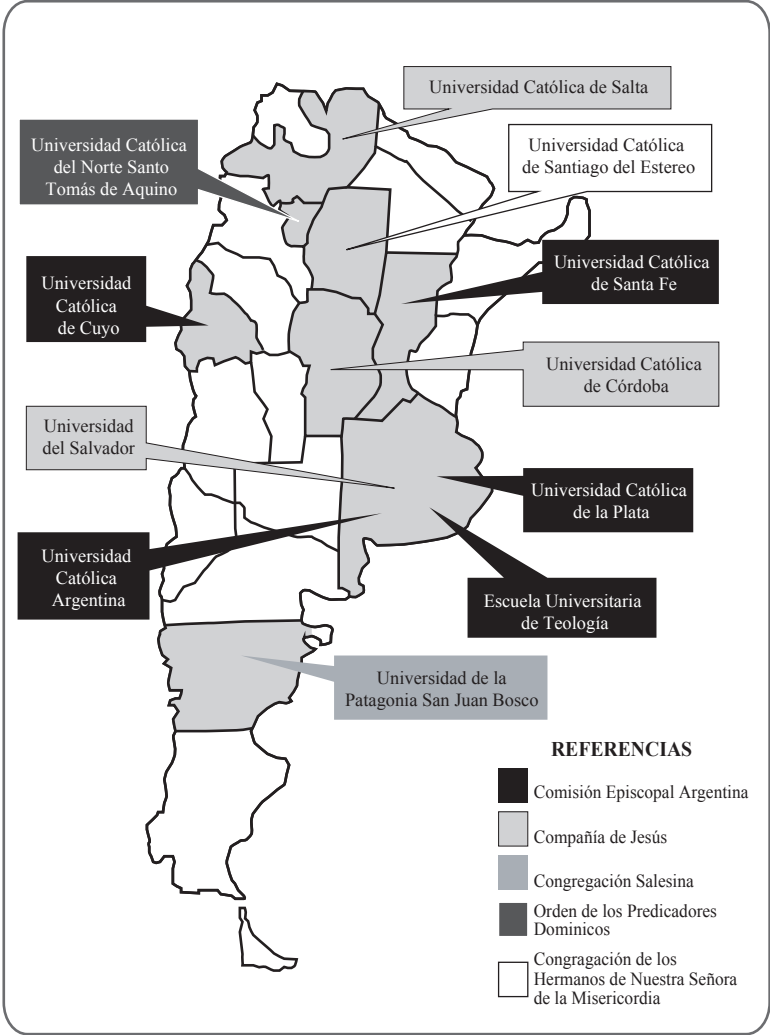 Universidad Católica de Salta
Universidad Católica
del Norte Santo
Tomás de Aquino
Universidad Católica
de Santiago del Estereo
Universidad Católica
de Santa Fe
Universidad
Católica
de Cuyo
Universidad Católica
de Córdoba
Universidad
del Salvador
Universidad Católica
de la Plata
Universidad
Católica
Argentina
Escuela Universitaria
de Teología
Universidad de la
Patagonia San Juan Bosco
REFERENCIAS
Comisión Episcopal Argentina
Compañía de Jesús
Congregación Salesina
Orden de los Predicadores
Dominicos
Congragación de los
Hermanos de Nuestra Señora
de la Misericordia